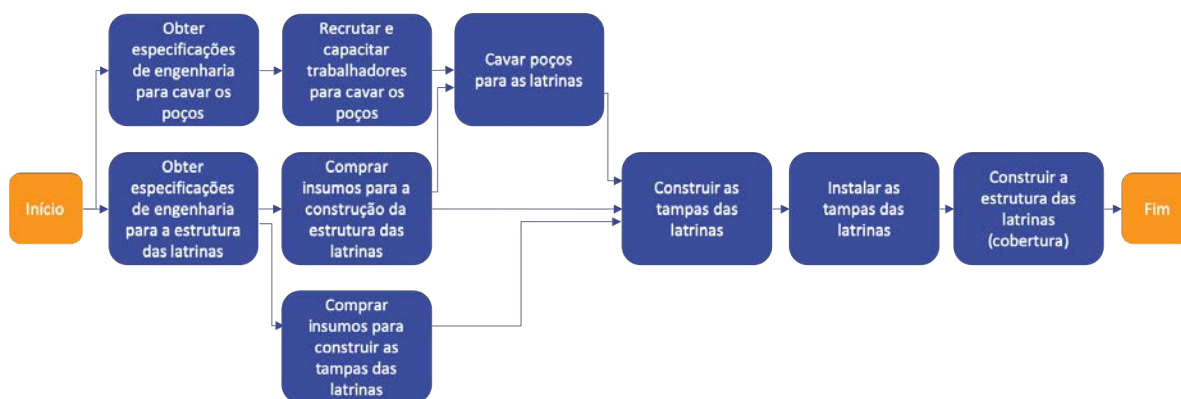 Obter
especificações
de engenharia
para cavar os
poços
Recrutar e
capacitar
trabalhadores
para cavar os
poços
Cavar poços
para as latrinas
Início
Obter
especificações
de engenharia
para a estrutura
das latrinas
Comprar
insumos para a
construção da
estrutura das
latrinas
Comprar
insumos para
construir as
tampas das
latrinas
Construir as
tampas das
latrinas
Instalar as
tampas das
latrinas
Construir a
estrutura das
latrinas
(cobertura)
Fim